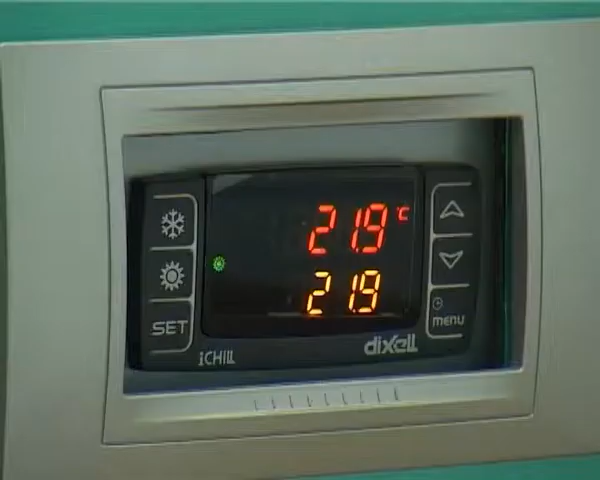 21.9 °C
21.9
SET
menu
iCHILL
dixell